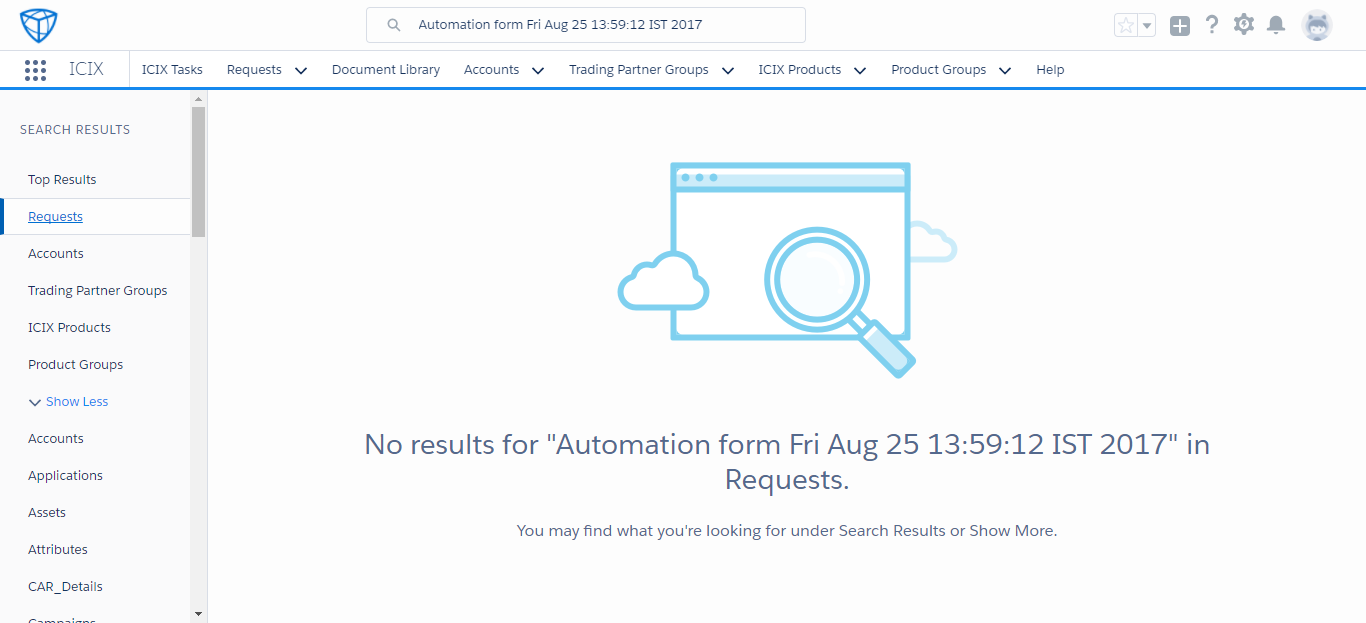 Automation form Fri Aug 25 13:59:12 IST 2017
ICIX
ICIX Tasks
Requests
Document Library
Accounts
Trading Partner Groups
ICIX Products
Product Groups
Help
SEARCH RESULTS
Top Results
Requests
Accounts
Trading Partner Groups
ICIX Products
Product Groups
Show Less
Accounts
Applications
Assets
Attributes
CAR_Details
Campaigns
No results for "Automation form Fri Aug 25 13:59:12 IST 2017" in
Requests.
You may find what you're looking for under Search Results or Show More.